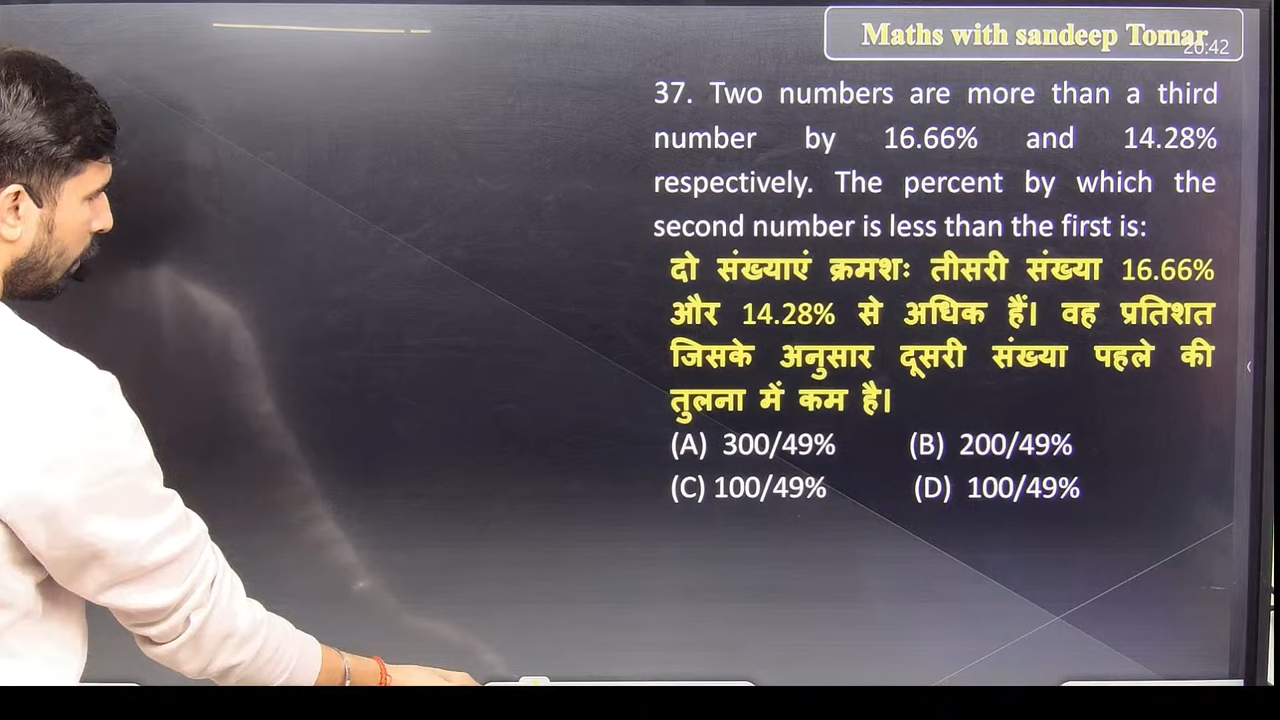 Maths with sandeep Tomar
20:42
37. Two numbers are more than a third
number by 16.66% and 14.28%
respectively. The percent by which the
second number is less than the first is:
दो संख्याएं क्रमशः तीसरी संख्या 16.66%
और 14.28% से अधिक हैं। वह प्रतिशत
जिसके अनुसार दूसरी संख्या पहले की
तुलना में कम है।
(A) 300/49% (B) 200/49%
(C) 100/49% (D) 100/49%